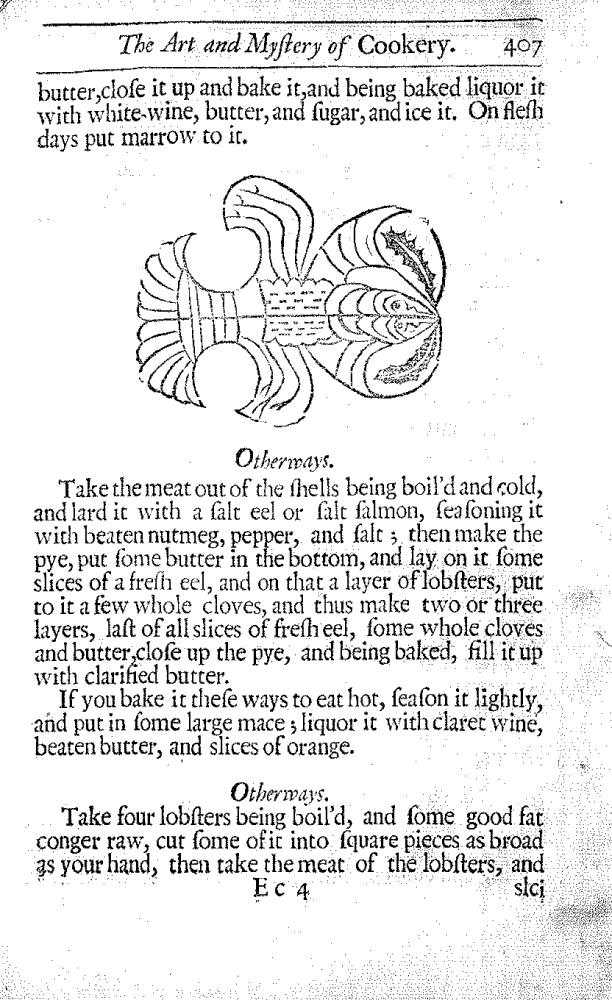 The Art and Myſtery of Cookery. 407
butter,cloſe it up and bake it,and being baked liquor it
with white-wine, butter, and ſugar, and ice it. On fleſh
days put marrow to it.
Otherways.
Take the meat out of the ſhells being boil'd and cold,
and lard it with a ſalt eel or ſalt ſalmon, ſeaſoning it
with beaten nutmeg, pepper, and ſalt ; then make the
pye, put ſome butter in the bottom, and lay on it ſome
slices of a freſh eel, and on that a layer of lobſters, put
to it a few whole cloves, and thus make two or three
layers, laſt of all slices of freſh eel, ſome whole cloves
and butter,cloſe up the pye, and being baked, fill it up
with clarified butter.
If you bake it theſe ways to eat hot, ſeaſon it lightly,
and put in ſome large mace ; liquor it with claret wine,
beaten butter, and slices of orange.
Otherways.
Take four lobſters being boil'd, and ſome good fat
conger raw, cut ſome of it into ſquare pieces as broad
as your hand, then take the meat of the lobſters, and
E c 4 slci